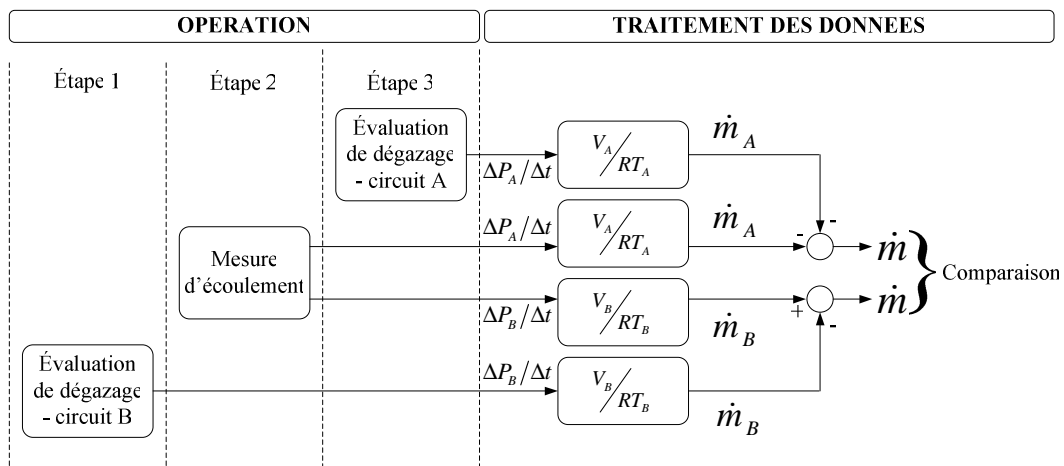 OPERATION
TRAITEMENT DES DONNEES
Étape 1
Étape 2
Étape 3
Évaluation
de dégazage
- circuit A
ΔP_A/Δt
V_A/RT_A
ṁ_A
-
Mesure
d'écoulement
ΔP_A/Δt
V_A/RT_A
ṁ_A
-
ṁ
ΔP_B/Δt
V_B/RT_B
ṁ_B
+
ṁ
} Comparaison
Évaluation
de dégazage
- circuit B
ΔP_B/Δt
V_B/RT_B
ṁ_B
-